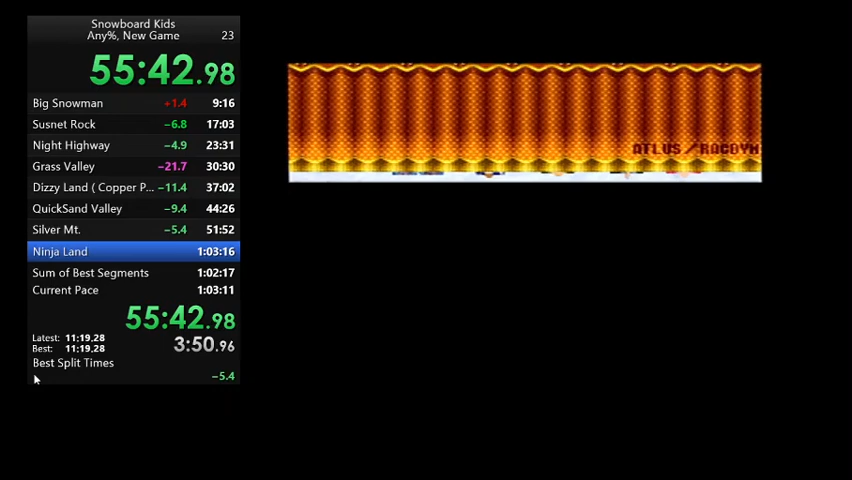 Snowboard Kids
Any%, New Game 23
55:42.98
Big Snowman +1.4 9:16
Susnet Rock −6.8 17:03
Night Highway −4.9 23:31
Grass Valley −21.7 30:30
Dizzy Land ( Copper P... −11.4 37:02
QuickSand Valley −9.4 44:26
Silver Mt. −5.4 51:52
Ninja Land 1:03:16
Sum of Best Segments 1:02:17
Current Pace 1:03:11
55:42.98
Latest: 11:19.28
Best: 11:19.28
3:50.96
Best Split Times
−5.4
ATLUS/RACDYM